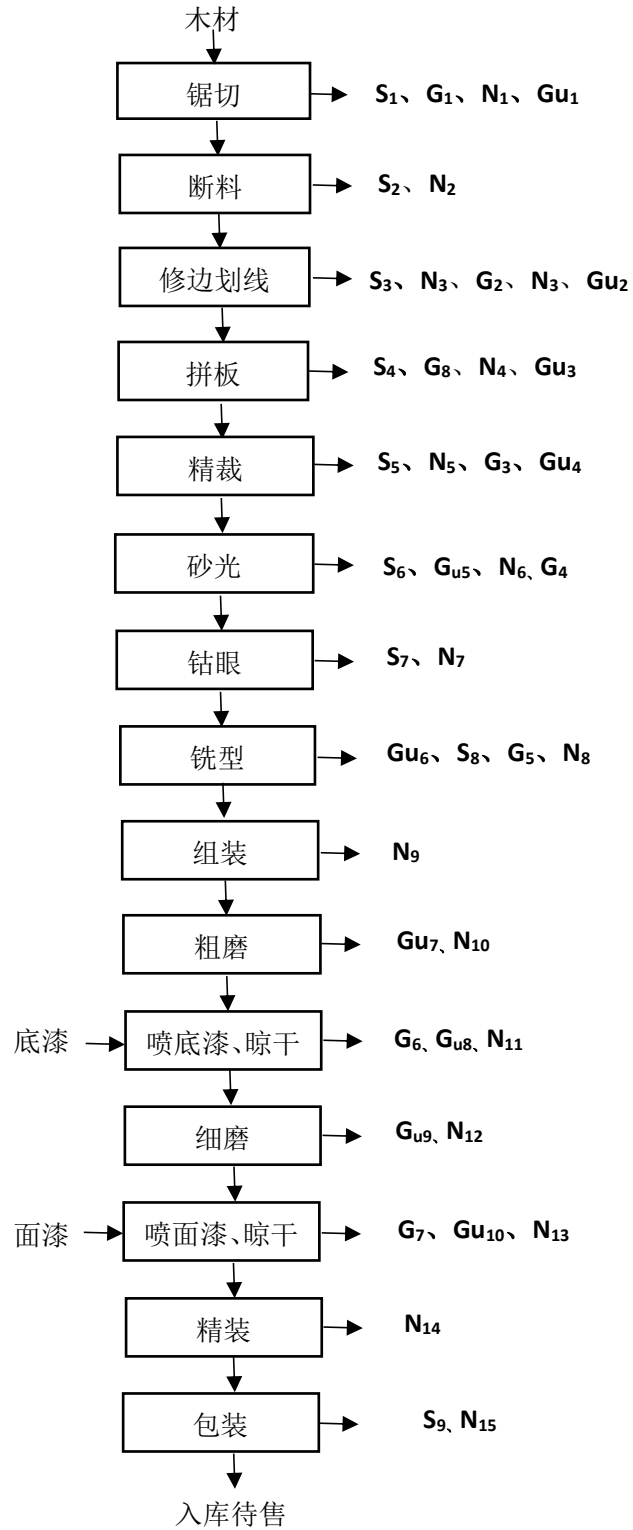 木材
锯切 S₁、G₁、N₁、Gu₁
断料 S₂、N₂
修边划线 S₃、N₃、G₂、N₃、Gu₂
拼板 S₄、G₈、N₄、Gu₃
精裁 S₅、N₅、G₃、Gu₄
砂光 S₆、Gᵤ₅、N₆、G₄
钻眼 S₇、N₇
铣型 Gu₆、S₈、G₅、N₈
组装 N₉
粗磨 Gu₇、N₁₀
底漆 喷底漆、晾干 G₆、Gᵤ₈、N₁₁
细磨 Gᵤ₉、N₁₂
面漆 喷面漆、晾干 G₇、Gu₁₀、N₁₃
精装 N₁₄
包装 S₉、N₁₅
入库待售